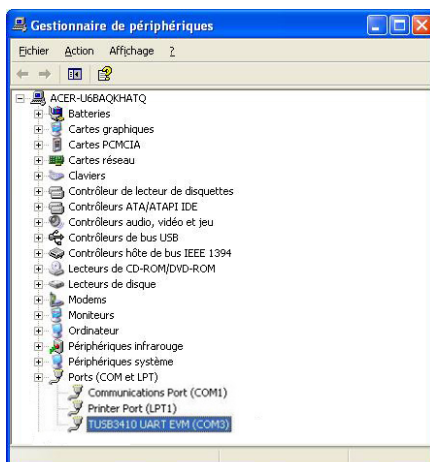 Gestionnaire de périphériques
Fichier Action Affichage ?
ACER-U6BAQKHATQ
Batteries
Cartes graphiques
Cartes PCMCIA
Cartes réseau
Claviers
Contrôleur de lecteur de disquettes
Contrôleurs ATA/ATAPI IDE
Contrôleurs audio, vidéo et jeu
Contrôleurs de bus USB
Contrôleurs hôte de bus IEEE 1394
Lecteurs de CD-ROM/DVD-ROM
Lecteurs de disque
Modems
Moniteurs
Ordinateur
Périphériques infrarouge
Périphériques système
Ports (COM et LPT)
Communications Port (COM1)
Printer Port (LPT1)
TUSB3410 UART EVM (COM3)